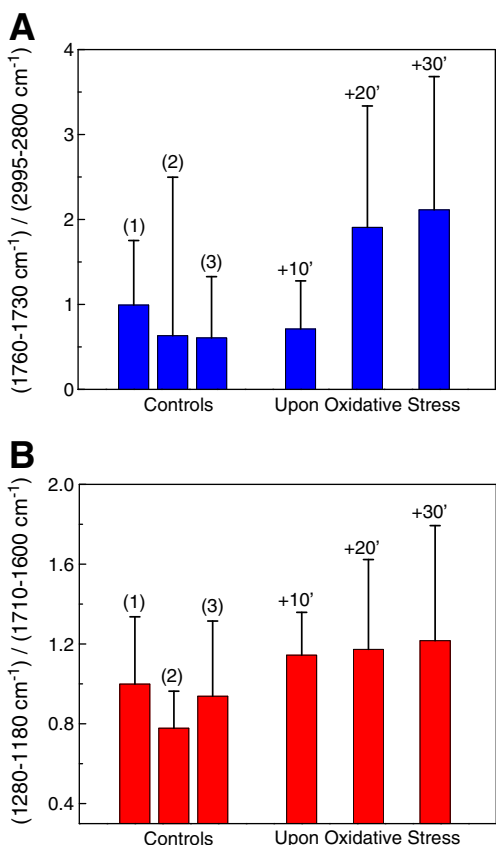 A
(1760-1730 cm⁻¹) / (2995-2800 cm⁻¹)
4
3
2
1
0
(1)
(2)
(3)
+10’
+20’
+30’
Controls
Upon Oxidative Stress
B
(1280-1180 cm⁻¹) / (1710-1600 cm⁻¹)
2.0
1.6
1.2
0.8
0.4
(1)
(2)
(3)
+10’
+20’
+30’
Controls
Upon Oxidative Stress